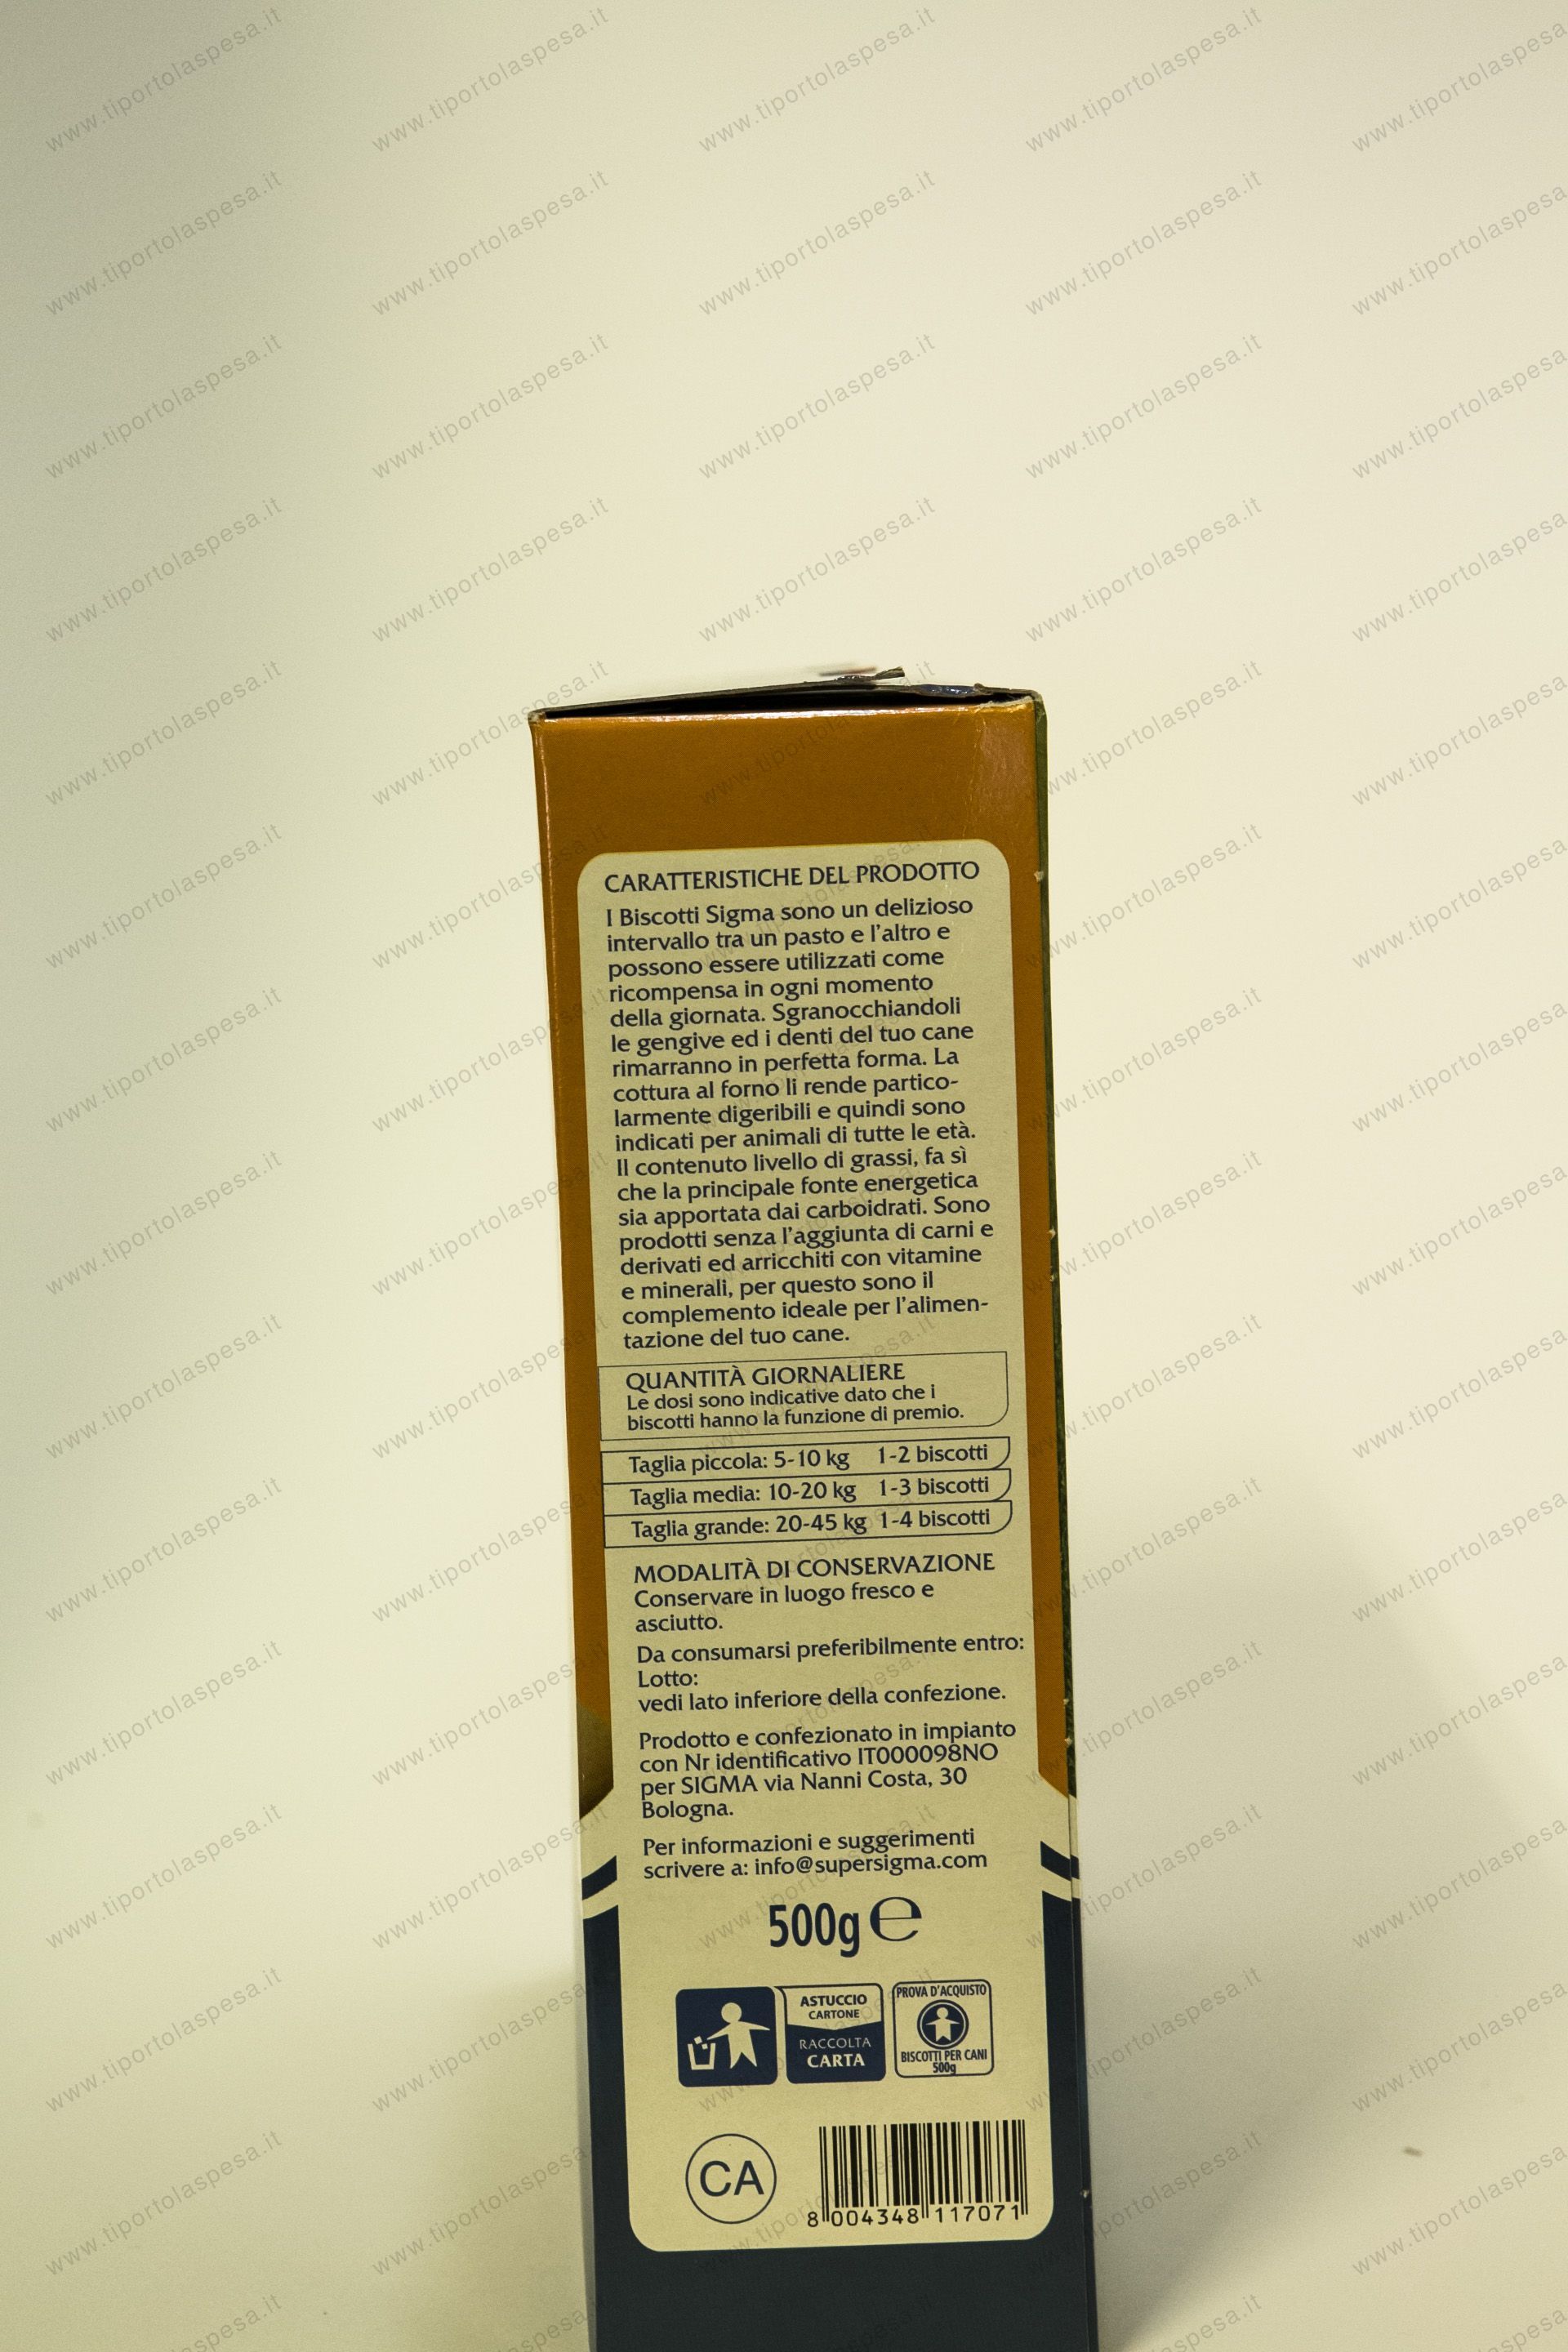 CARATTERISTICHE DEL PRODOTTO
I Biscotti Sigma sono un delizioso
intervallo tra un pasto e l'altro e
possono essere utilizzati come
ricompensa in ogni momento
della giornata. Sgranocchiandoli
le gengive ed i denti del tuo cane
rimarranno in perfetta forma. La
cottura al forno li rende partico-
larmente digeribili e quindi sono
indicati per animali di tutte le età.
Il contenuto livello di grassi, fa sì
che la principale fonte energetica
sia apportata dai carboidrati. Sono
prodotti senza l'aggiunta di carni e
derivati ed arricchiti con vitamine
e minerali, per questo sono il
complemento ideale per l'alimen-
tazione del tuo cane.
QUANTITÀ GIORNALIERE
Le dosi sono indicative dato che i
biscotti hanno la funzione di premio.
Taglia piccola: 5-10 kg 1-2 biscotti
Taglia media: 10-20 kg 1-3 biscotti
Taglia grande: 20-45 kg 1-4 biscotti
MODALITÀ DI CONSERVAZIONE
Conservare in luogo fresco e
asciutto.
Da consumarsi preferibilmente entro:
Lotto:
vedi lato inferiore della confezione.
Prodotto e confezionato in impianto
con Nr identificativo IT000098NO
per SIGMA via Nanni Costa, 30
Bologna.
Per informazioni e suggerimenti
scrivere a: info@supersigma.com
500g e
ASTUCCIO
CARTONE
RACCOLTA
CARTA
PROVA D'ACQUISTO
BISCOTTI PER CANI
500g
CA
8 004348 117071
www.tiportolaspesa.it